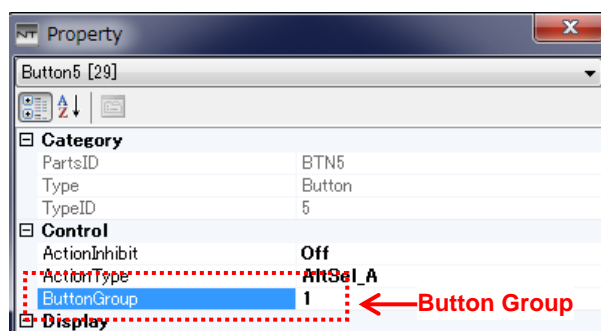 NT Property X
Button5 [29]
A Z
Category
PartsID BTN5
Type Button
TypeID 5
Control
ActionInhibit Off
ActionType AltSel_A
ButtonGroup 1 Button Group
Display